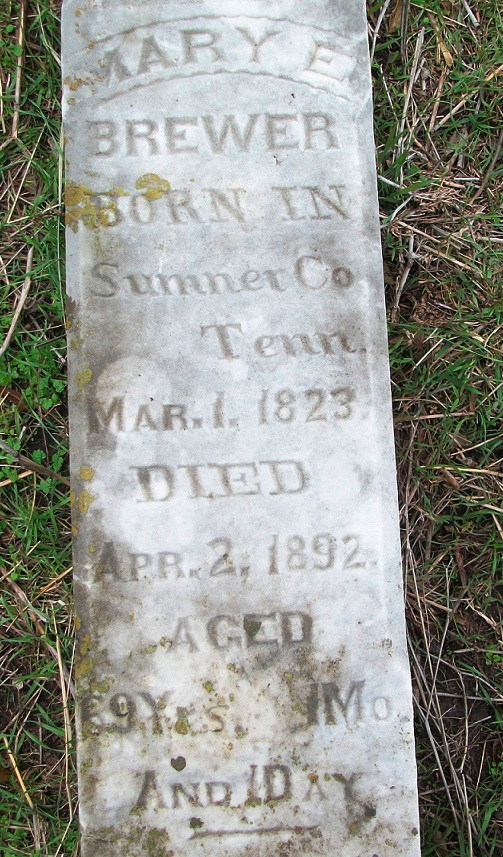 MARY E
BREWER
BORN IN
Sumner Co
Tenn.
MAR. 1. 1823.
DIED
APR. 2, 1892.
AGED
69 YRS. 1 MO.
AND 1 DAY